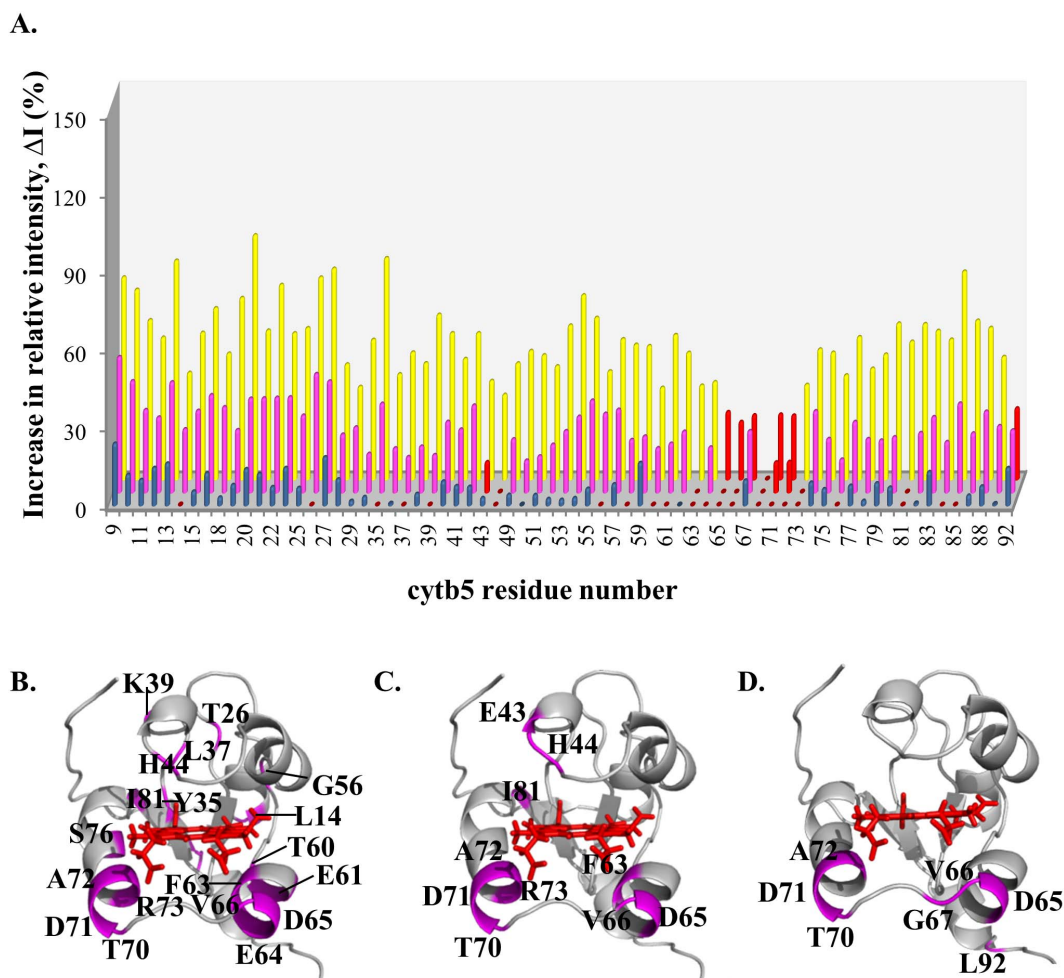 A.
Increase in relative intensity, ΔI (%)
150
120
90
60
30
0
9 11 13 14 16 18 20 22 25 27 29 31 35 37 39 41 43 45 49 51 53 55 57 59 61 63 65 67 71 73 75 77 79 81 83 85 88 92
cytb5 residue number
B.
K39
T26
L37
H44
G56
I81
Y35
L14
S76
T60
A72
F63
E61
R73
V66
D71
D65
T70
E64
C.
E43
H44
I81
A72
F63
R73
D71
V66
D65
T70
D.
A72
V66
D71
D65
G67
T70
L92